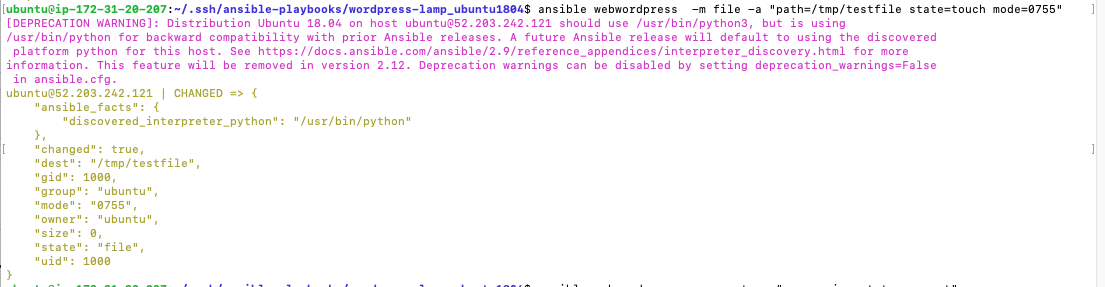 ubuntu@ip-172-31-20-207:~/.ssh/ansible-playbooks/wordpress-lamp_ubuntu1804$ ansible webwordpress  -m file -a "path=/tmp/testfile state=touch mode=0755"
[DEPRECATION WARNING]: Distribution Ubuntu 18.04 on host ubuntu@52.203.242.121 should use /usr/bin/python3, but is using
/usr/bin/python for backward compatibility with prior Ansible releases. A future Ansible release will default to using the discovered
 platform python for this host. See https://docs.ansible.com/ansible/2.9/reference_appendices/interpreter_discovery.html for more
information. This feature will be removed in version 2.12. Deprecation warnings can be disabled by setting deprecation_warnings=False
 in ansible.cfg.
ubuntu@52.203.242.121 | CHANGED => {
    "ansible_facts": {
        "discovered_interpreter_python": "/usr/bin/python"
    },
[    "changed": true, ]
    "dest": "/tmp/testfile",
    "gid": 1000,
    "group": "ubuntu",
    "mode": "0755",
    "owner": "ubuntu",
    "size": 0,
    "state": "file",
    "uid": 1000
}